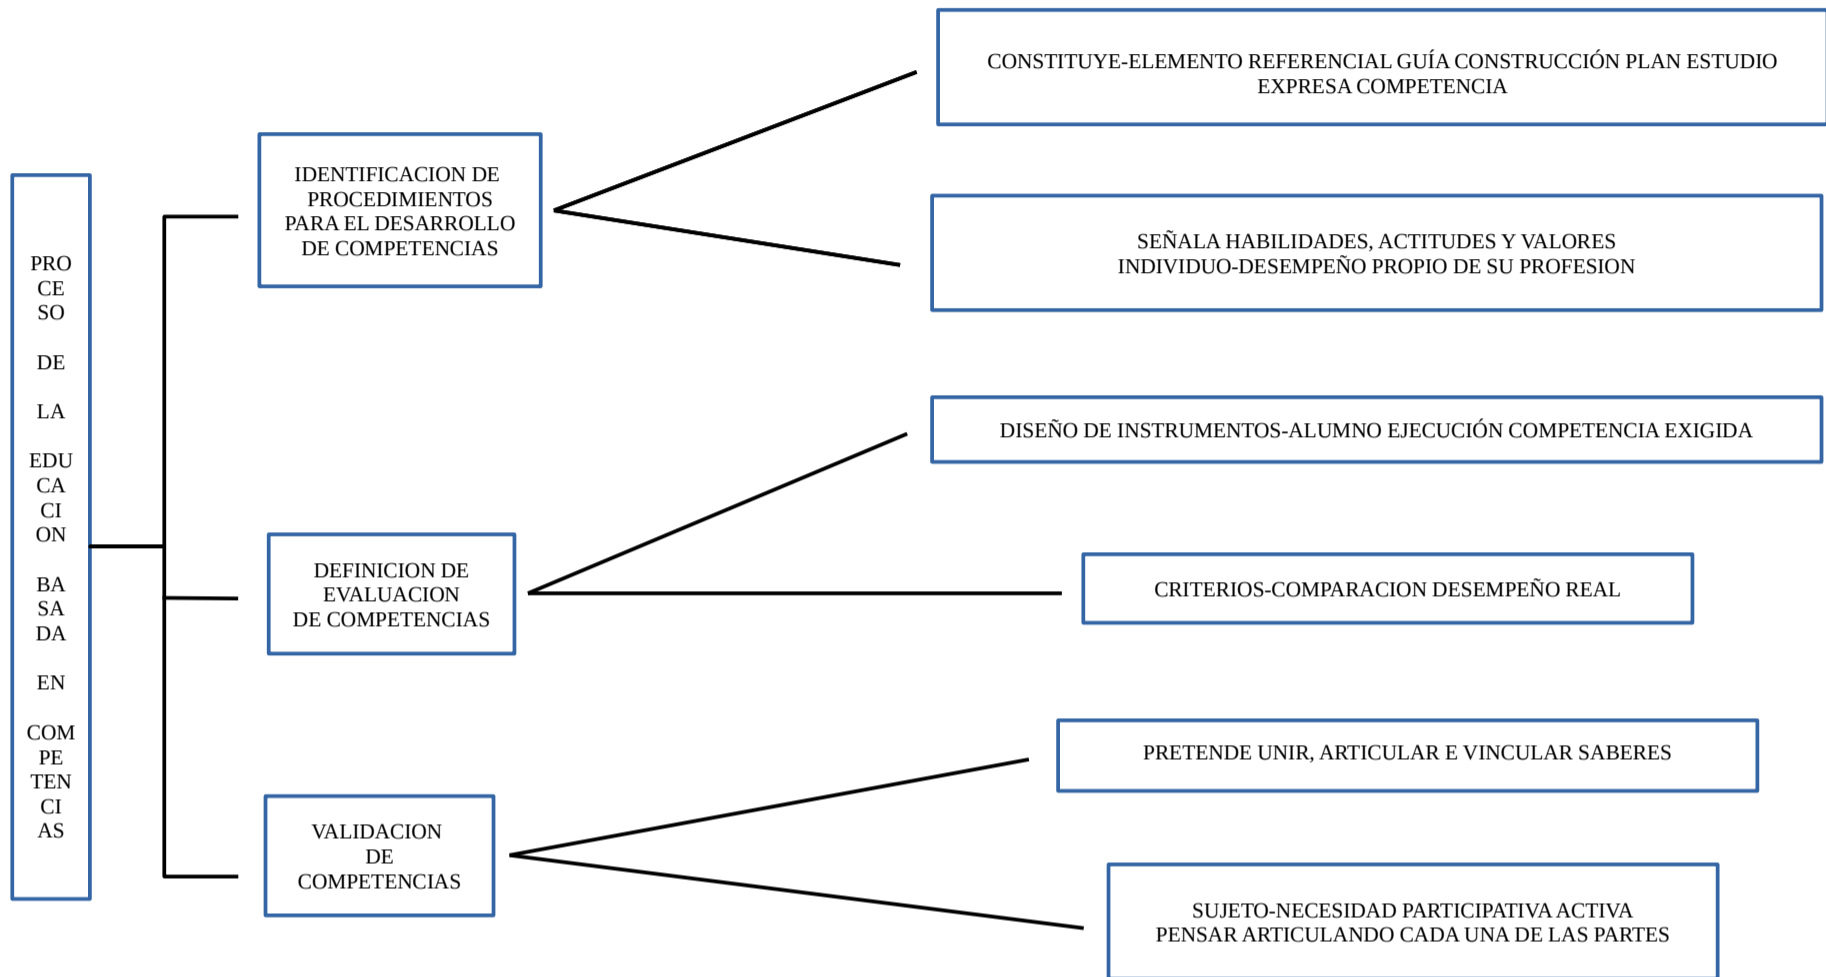 PRO
CE
SO
DE
LA
EDU
CA
CI
ON
BA
SA
DA
EN
COM
PE
TEN
CI
AS
IDENTIFICACION DE
PROCEDIMIENTOS
PARA EL DESARROLLO
DE COMPETENCIAS
CONSTITUYE-ELEMENTO REFERENCIAL GUÍA CONSTRUCCIÓN PLAN ESTUDIO
EXPRESA COMPETENCIA
SEÑALA HABILIDADES, ACTITUDES Y VALORES
INDIVIDUO-DESEMPEÑO PROPIO DE SU PROFESION
DEFINICION DE
EVALUACION
DE COMPETENCIAS
DISEÑO DE INSTRUMENTOS-ALUMNO EJECUCIÓN COMPETENCIA EXIGIDA
CRITERIOS-COMPARACION DESEMPEÑO REAL
VALIDACION
DE
COMPETENCIAS
PRETENDE UNIR, ARTICULAR E VINCULAR SABERES
SUJETO-NECESIDAD PARTICIPATIVA ACTIVA
PENSAR ARTICULANDO CADA UNA DE LAS PARTES